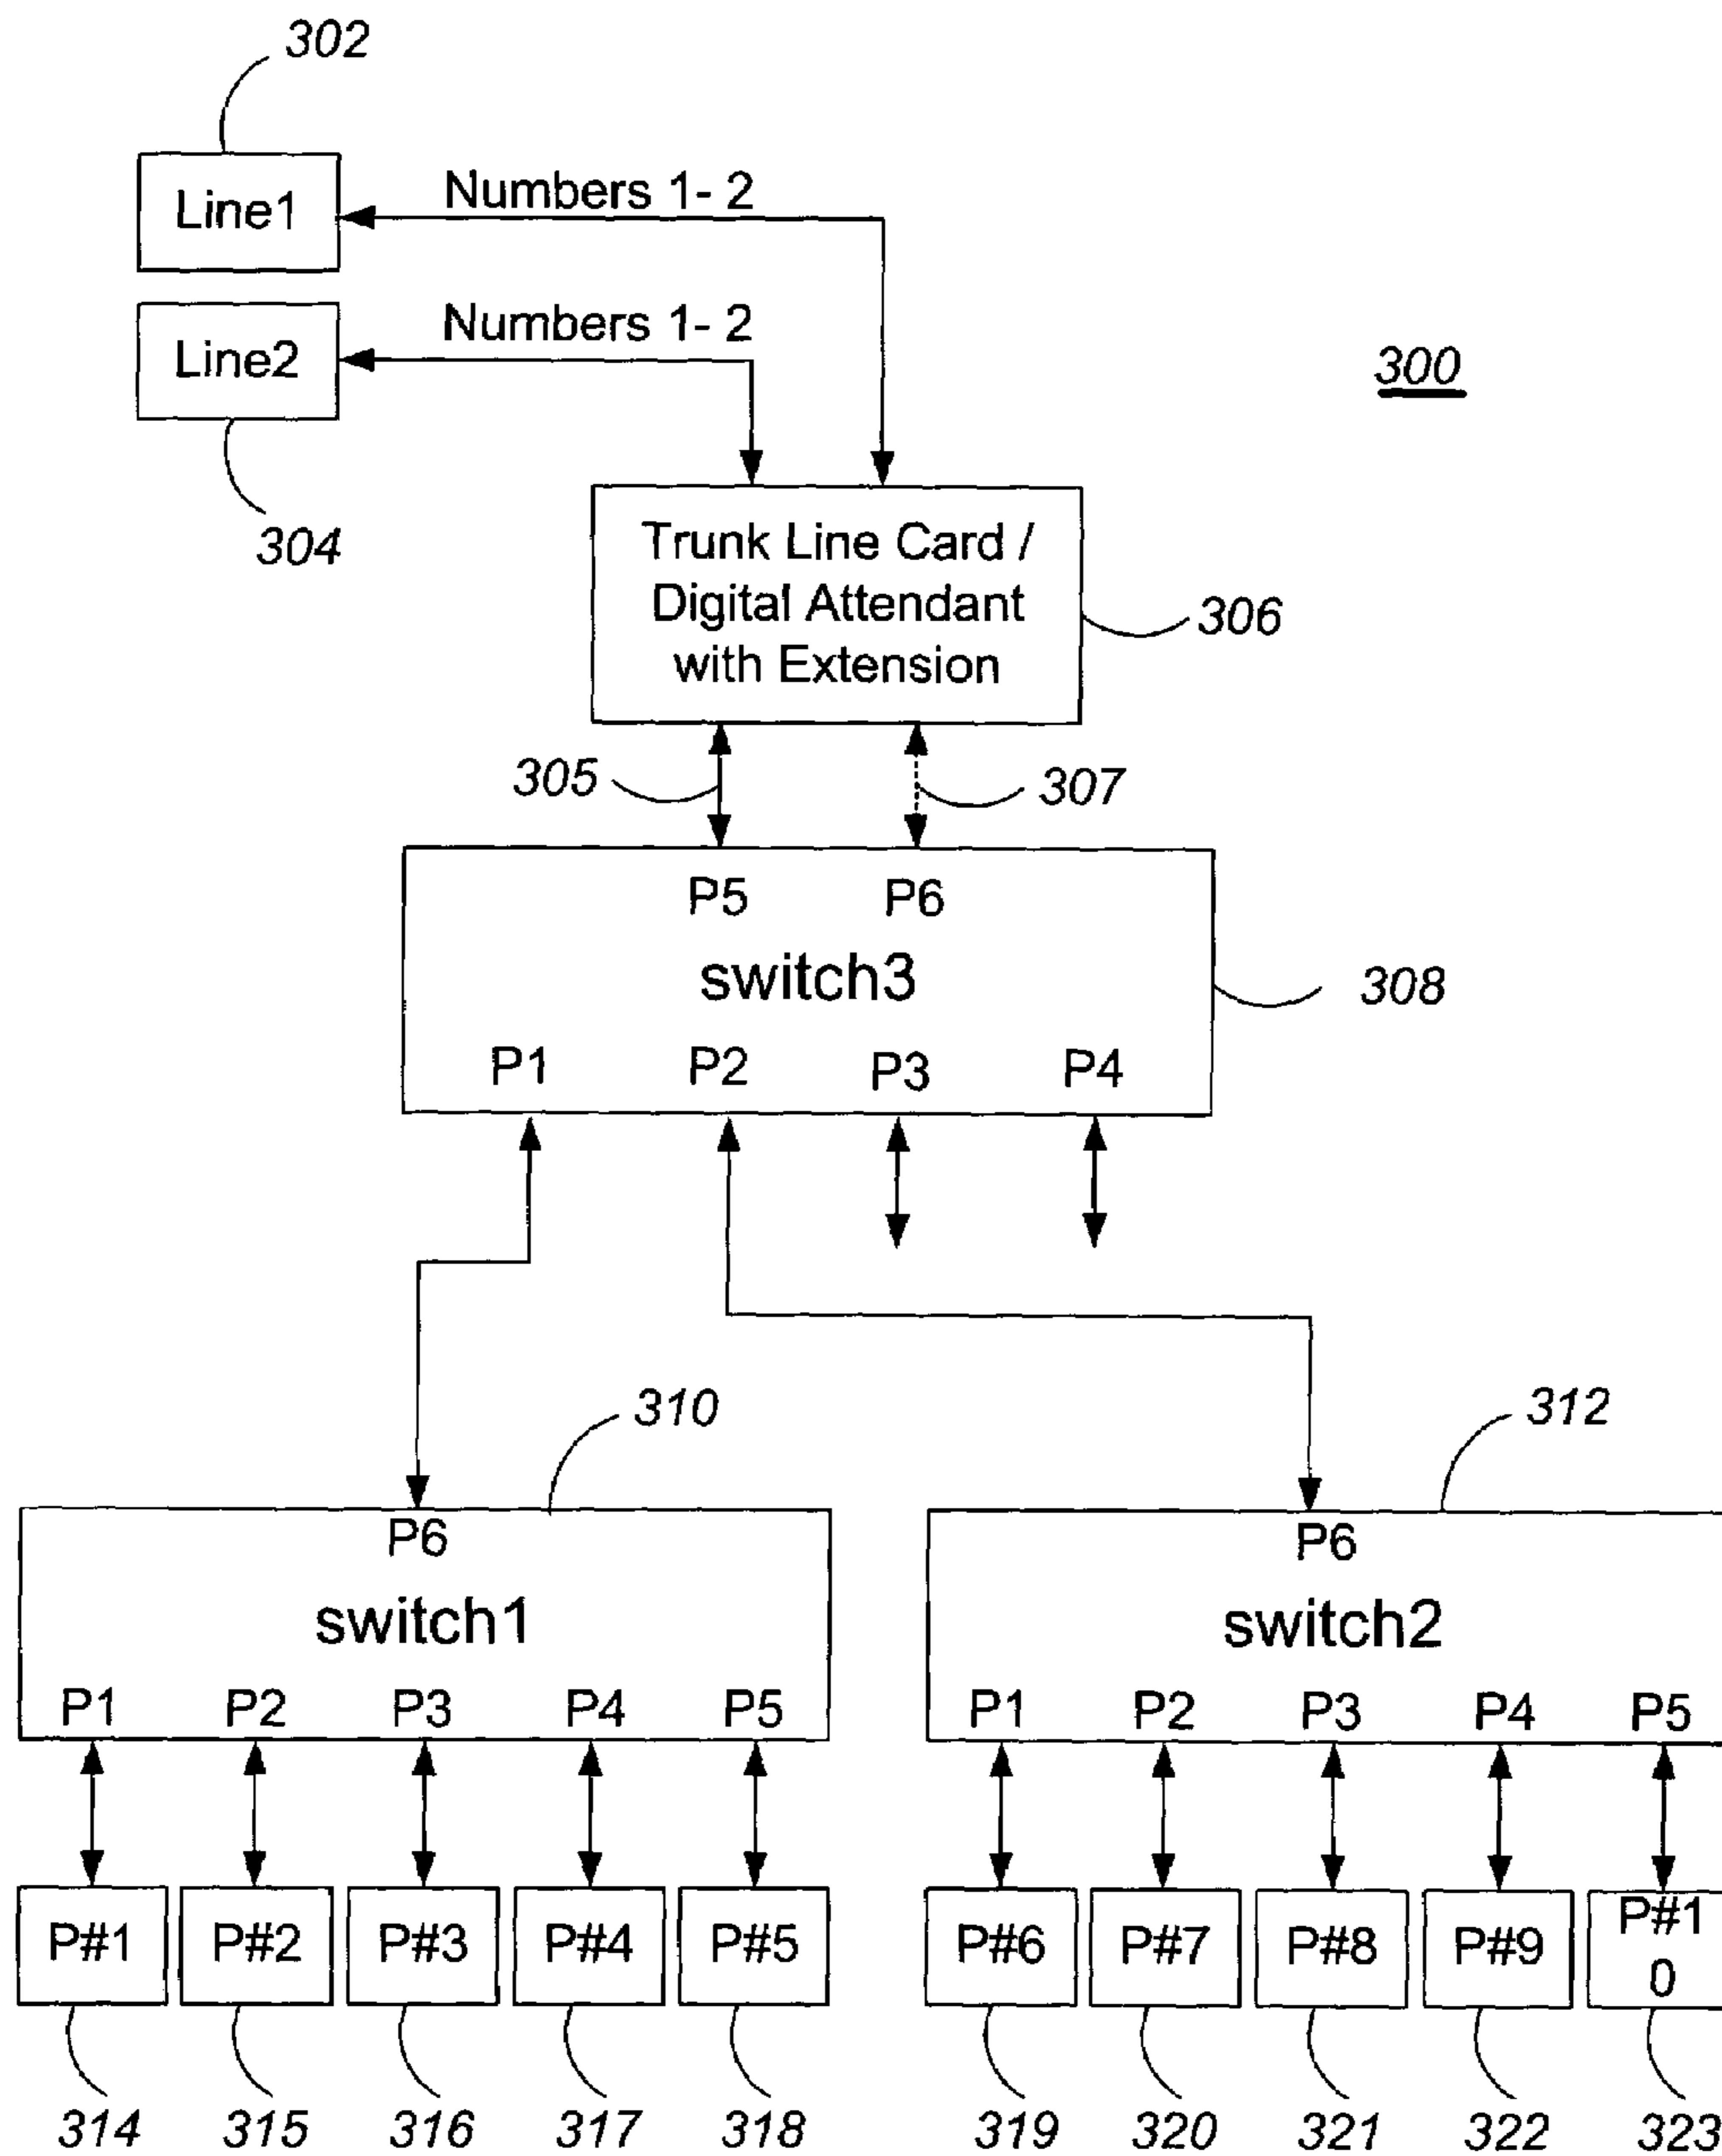 302
Line1
Numbers 1- 2
Line2
Numbers 1- 2
300
304
Trunk Line Card /
Digital Attendant
with Extension
306
305
307
P5 P6
switch3
308
P1 P2 P3 P4
310
312
P6
switch1
P1 P2 P3 P4 P5
P6
switch2
P1 P2 P3 P4 P5
P#1 P#2 P#3 P#4 P#5
P#6 P#7 P#8 P#9 P#1
0
314 315 316 317 318
319 320 321 322 323